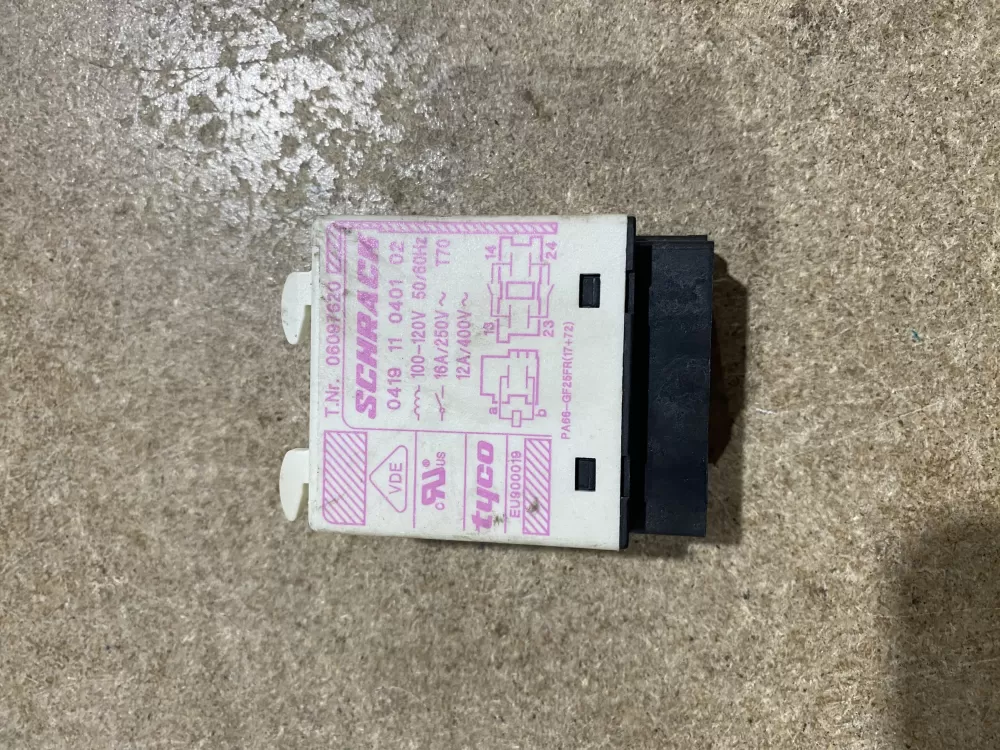 T.Nr. 06097620
SCHRACK
0419 11 0401 02
100-120V 50/60Hz
16A/250V~ T70
12A/400V~
a
b
13
14
23
24
VDE
c RU® US
tyco
EU900019
PA66-GF25FR(17+72)